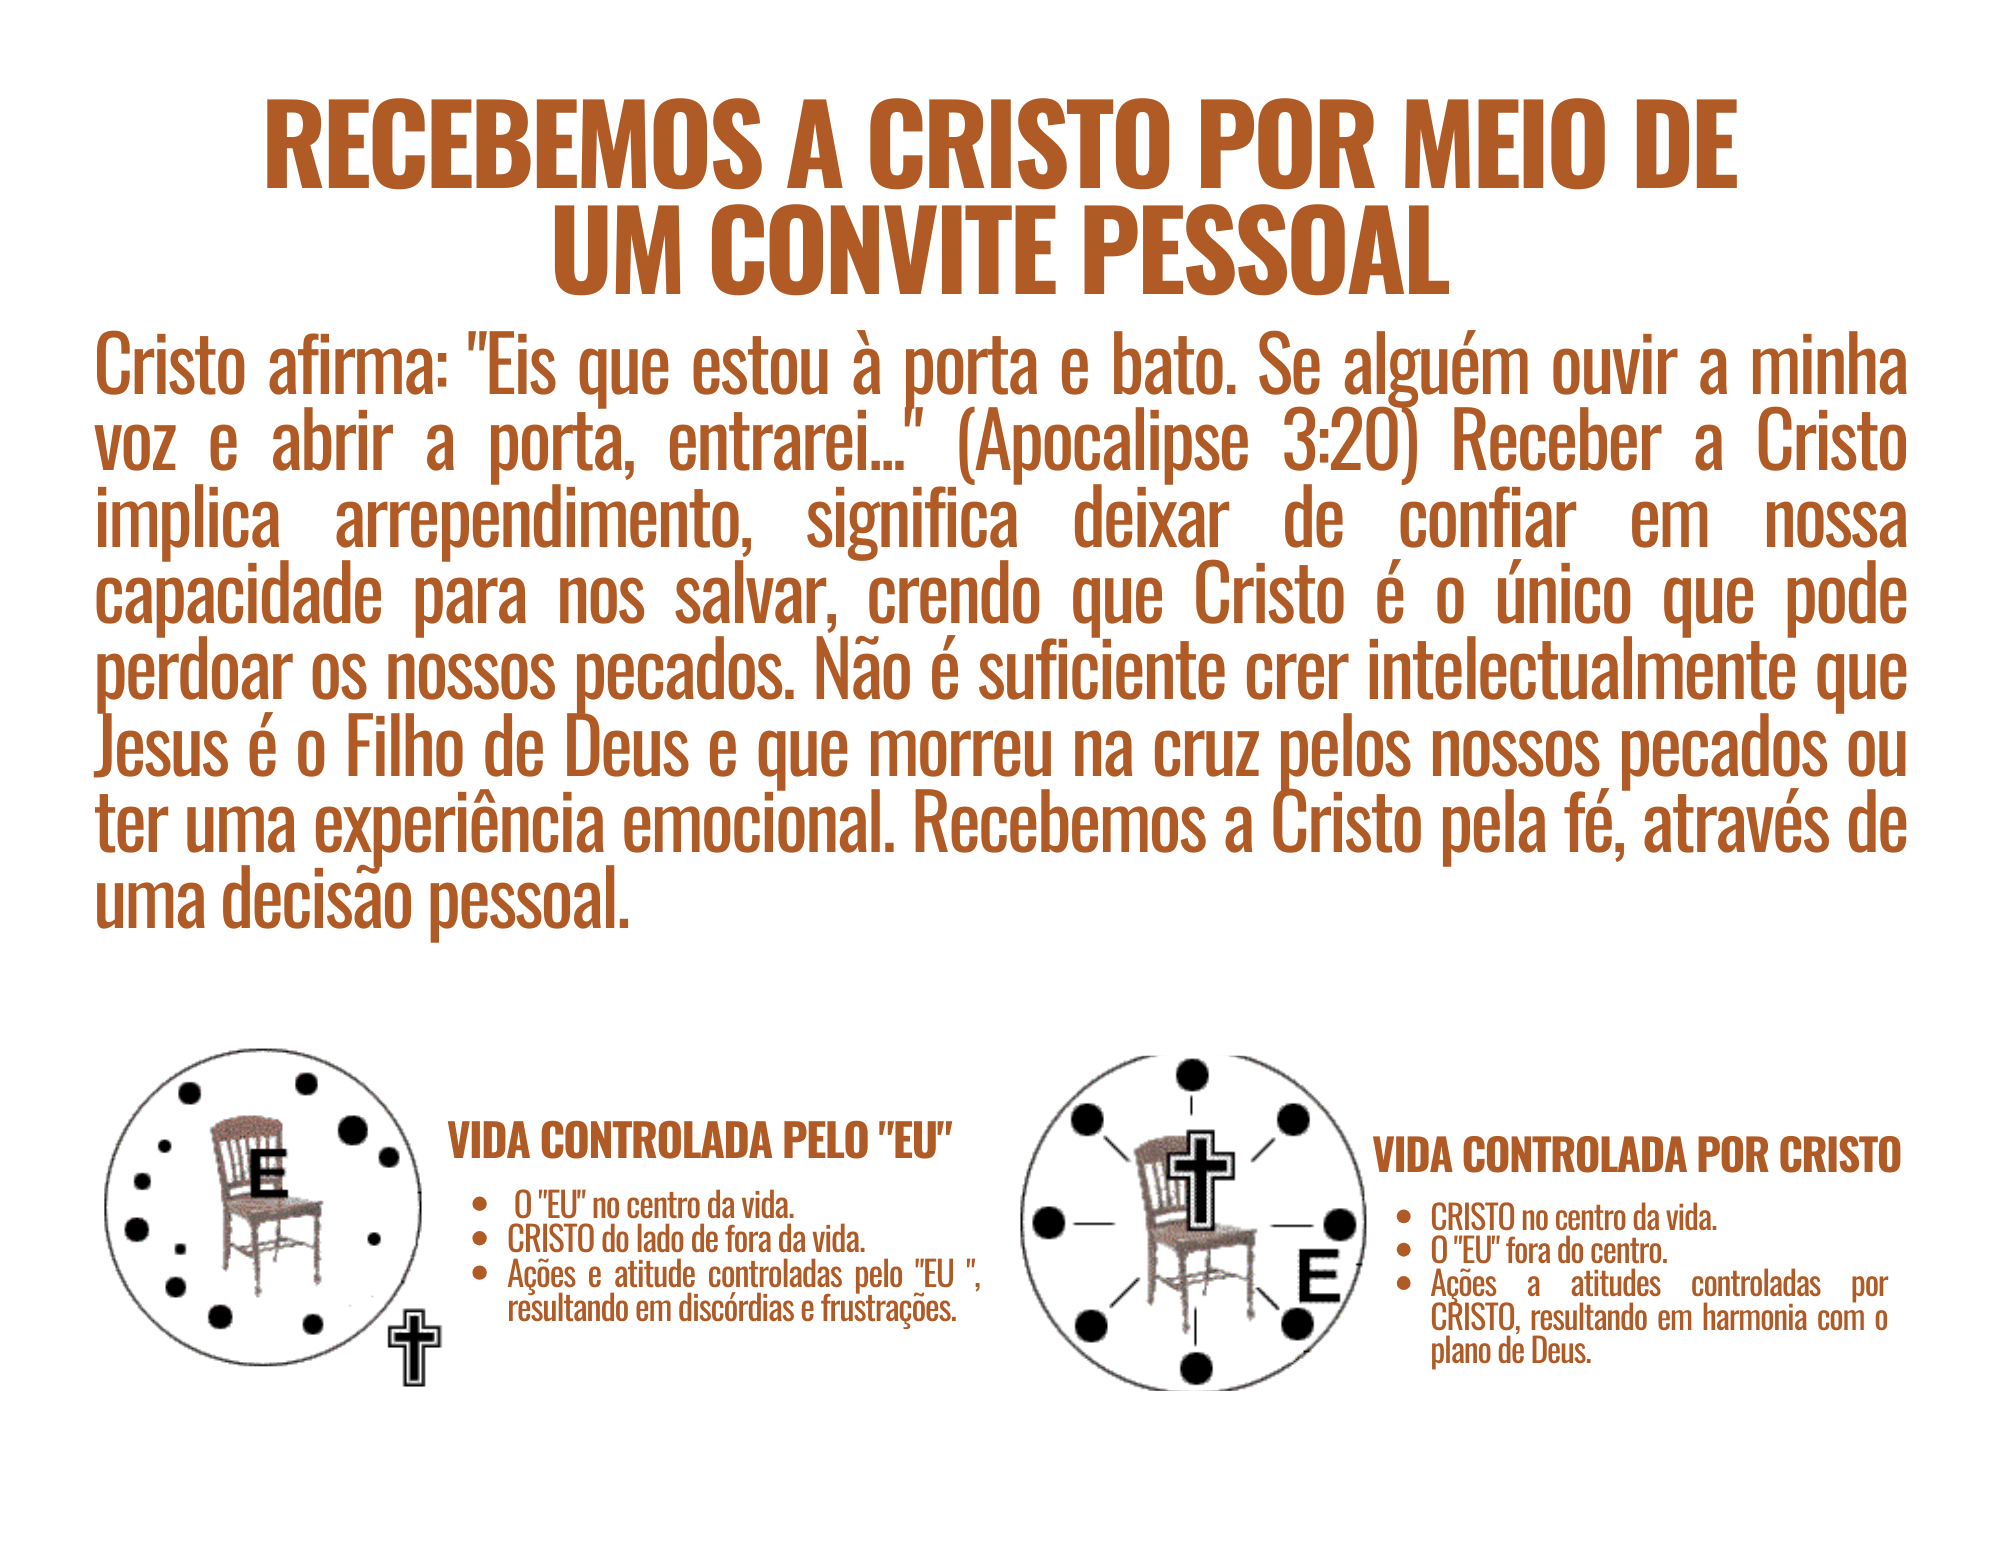 RECEBEMOS A CRISTO POR MEIO DE
UM CONVITE PESSOAL
Cristo afirma: "Eis que estou à porta e bato. Se alguém ouvir a minha
voz e abrir a porta, entrarei..." (Apocalipse 3:20) Receber a Cristo
implica arrependimento, significa deixar de confiar em nossa
capacidade para nos salvar, crendo que Cristo é o único que pode
perdoar os nossos pecados. Não é suficiente crer intelectualmente que
Jesus é o Filho de Deus e que morreu na cruz pelos nossos pecados ou
ter uma experiência emocional. Recebemos a Cristo pela fé, através de
uma decisão pessoal.
E
VIDA CONTROLADA PELO "EU"
• O "EU" no centro da vida.
• CRISTO do lado de fora da vida.
• Ações e atitude controladas pelo "EU ",
resultando em discórdias e frustrações.
E
VIDA CONTROLADA POR CRISTO
• CRISTO no centro da vida.
• O "EU" fora do centro.
• Ações a atitudes controladas por
CRISTO, resultando em harmonia com o
plano de Deus.